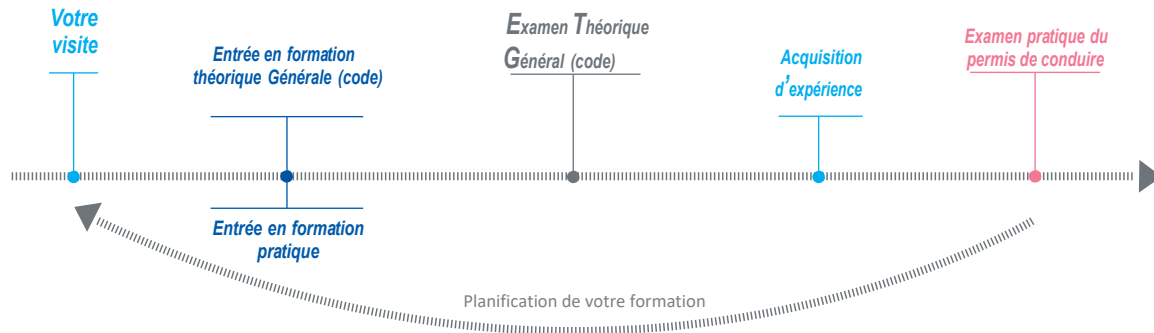 Votre
visite
Entrée en formation
théorique Générale (code)
Entrée en formation
pratique
Examen Théorique
Général (code)
Acquisition
d'expérience
Examen pratique du
permis de conduire
Planification de votre formation